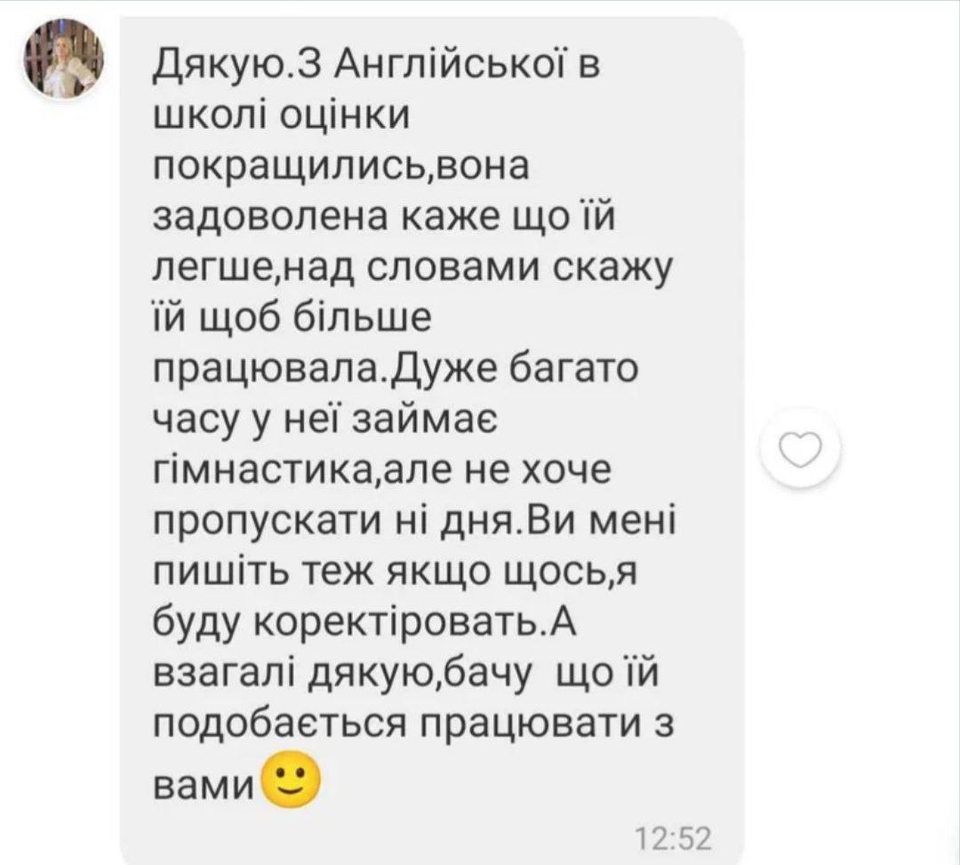 Дякую.З Англійської в
школі оцінки
покращились,вона
задоволена каже що їй
легше,над словами скажу
їй щоб більше
працювала.Дуже багато
часу у неї займає
гімнастика,але не хоче
пропускати ні дня.Ви мені
пишіть теж якщо щось,я
буду коректіровать.А
взагалі дякую,бачу  що їй
подобається працювати з
вами🙂
12:52